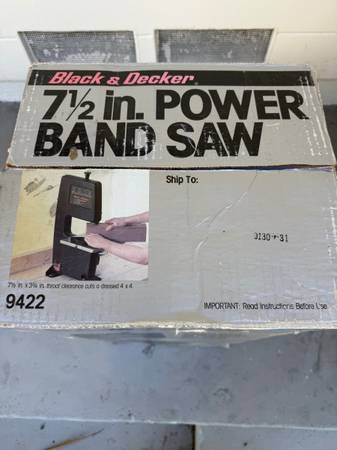 Black & Decker®
7½ in. POWER
BAND SAW
Ship To:
9130-31
7½ in. x 3¾ in. throat clearance cuts a dressed 4 x 4.
9422
IMPORTANT: Read Instructions Before Use